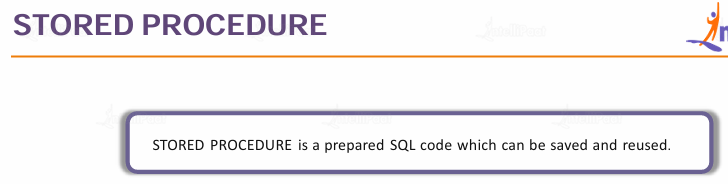 STORED PROCEDURE
STORED PROCEDURE is a prepared SQL code which can be saved and reused.